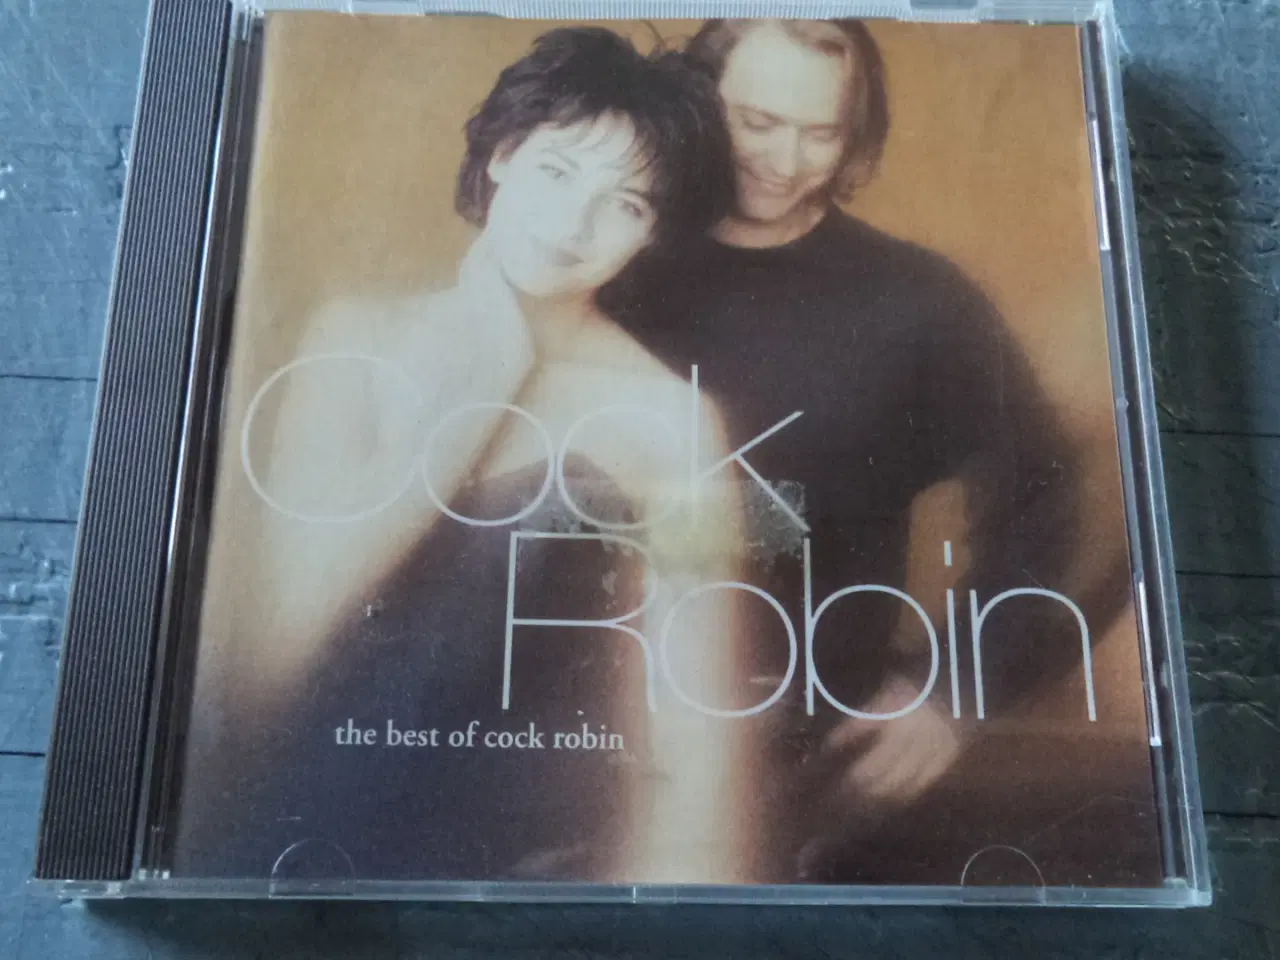 Cock
Robin
the best of cock robin